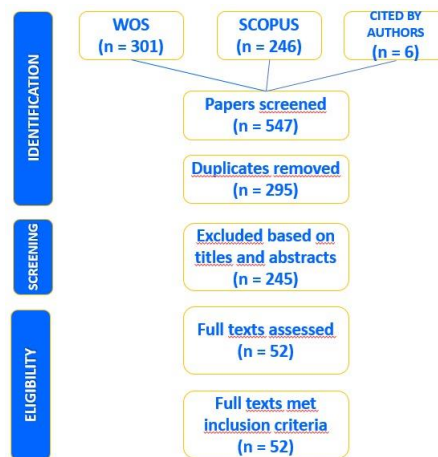 WOS
(n = 301)
SCOPUS
(n = 246)
CITED BY
AUTHORS
(n = 6)
IDENTIFICATION
Papers screened
(n = 547)
Duplicates removed
(n = 295)
SCREENING
Excluded based on
titles and abstracts
(n = 245)
ELIGIBILITY
Full texts assessed
(n = 52)
Full texts met
inclusion criteria
(n = 52)